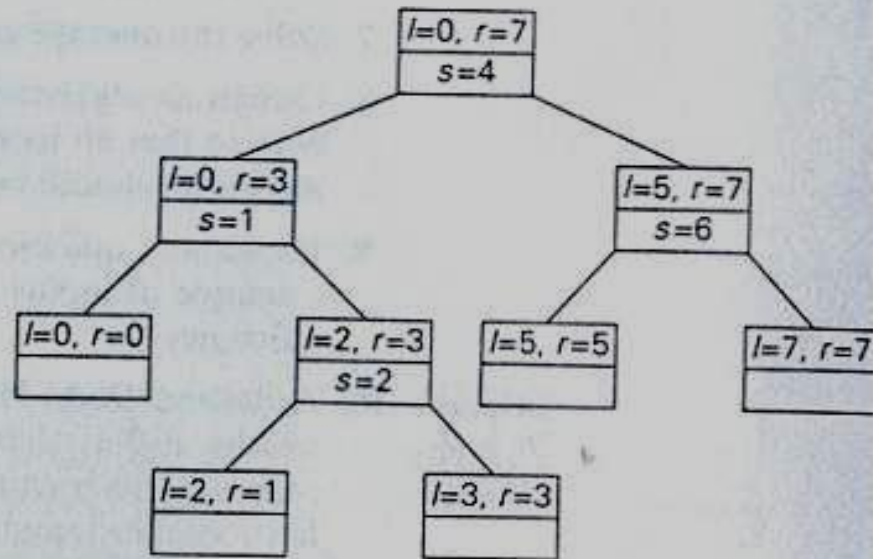 l=0, r=7
s=4
l=0, r=3
s=1
l=5, r=7
s=6
l=0, r=0
l=2, r=3
s=2
l=5, r=5
l=7, r=7
l=2, r=1
l=3, r=3